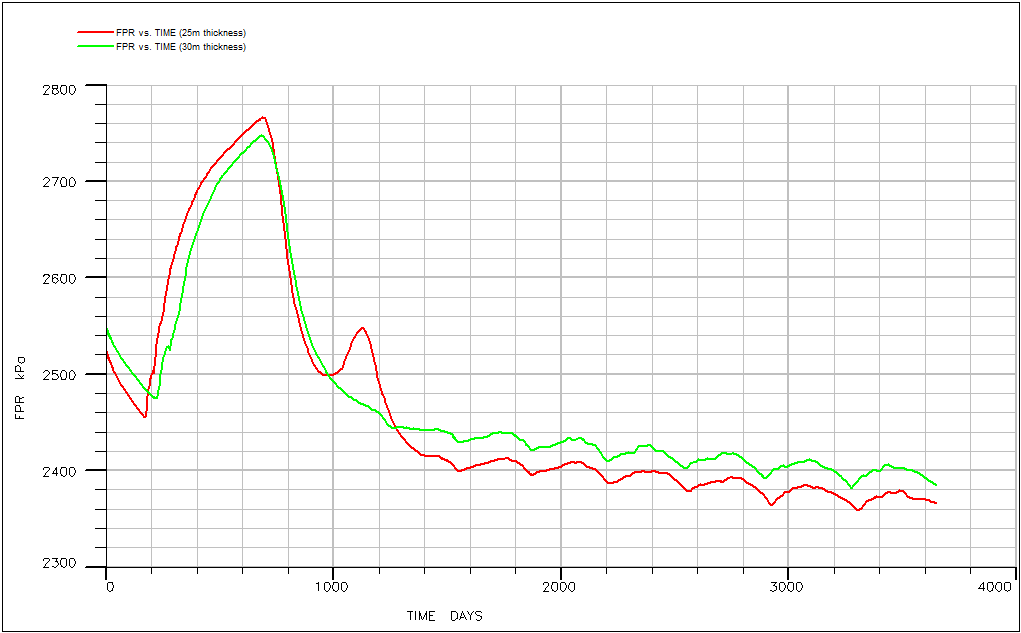 FPR vs. TIME (25m thickness)
FPR vs. TIME (30m thickness)
2800
2700
2600
2500
2400
2300
FPR kPa
0 1000 2000 3000 4000
TIME DAYS